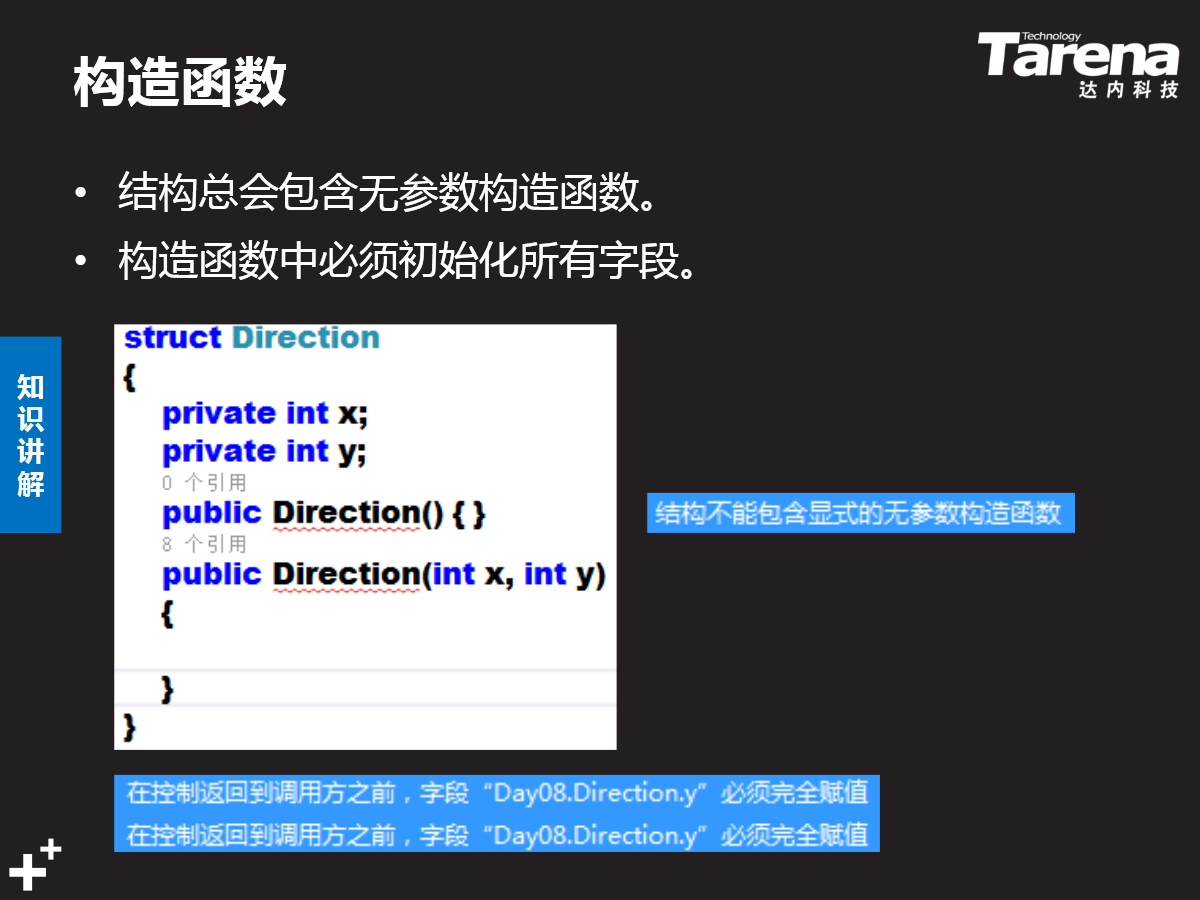 Technology
Tarena
达内科技
构造函数
• 结构总会包含无参数构造函数。
• 构造函数中必须初始化所有字段。
知识讲解
struct Direction
{
private int x;
private int y;
0 个引用
public Direction() { }
8 个引用
public Direction(int x, int y)
{
}
}
结构不能包含显式的无参数构造函数
在控制返回到调用方之前，字段“Day08.Direction.y”必须完全赋值
在控制返回到调用方之前，字段“Day08.Direction.y”必须完全赋值